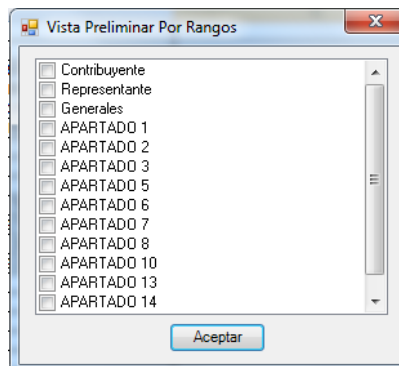 Vista Preliminar Por Rangos
Contribuyente
Representante
Generales
APARTADO 1
APARTADO 2
APARTADO 3
APARTADO 5
APARTADO 6
APARTADO 7
APARTADO 8
APARTADO 10
APARTADO 13
APARTADO 14
Aceptar